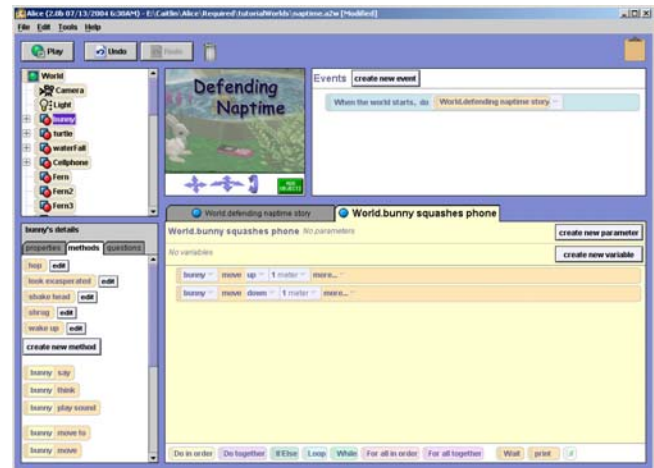 Alice (2.0b 07/13/2004 6:30AM) - E:\Caitlin\Alice\Required\tutorialWorlds\naptime.a2w [Modified]
File Edit Tools Help
Play Undo Redo
World
Camera
Light
bunny
turtle
waterFall
Cellphone
Fern
Fern2
Fern3
Defending
Naptime
ADD OBJECTS
Events create new event
When the world starts, do World.defending naptime story
bunny's details
properties methods questions
hop edit
look exasperated edit
shake head edit
shrug edit
wake up edit
create new method
bunny say
bunny think
bunny play sound
bunny move to
bunny move
World.defending naptime story World.bunny squashes phone
World.bunny squashes phone No parameters create new parameter
No variables create new variable
bunny move up 1 meter more...
bunny move down 1 meter more...
Do in order Do together If/Else Loop While For all in order For all together Wait print //